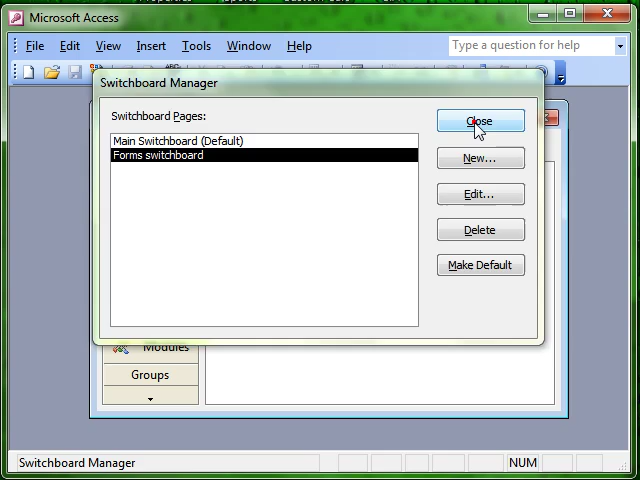 Microsoft Access
File Edit View Insert Tools Window Help
Type a question for help
Switchboard Manager
Switchboard Pages:
Main Switchboard (Default)
Forms switchboard
Close
New...
Edit...
Delete
Make Default
Modules
Groups
Switchboard Manager
NUM